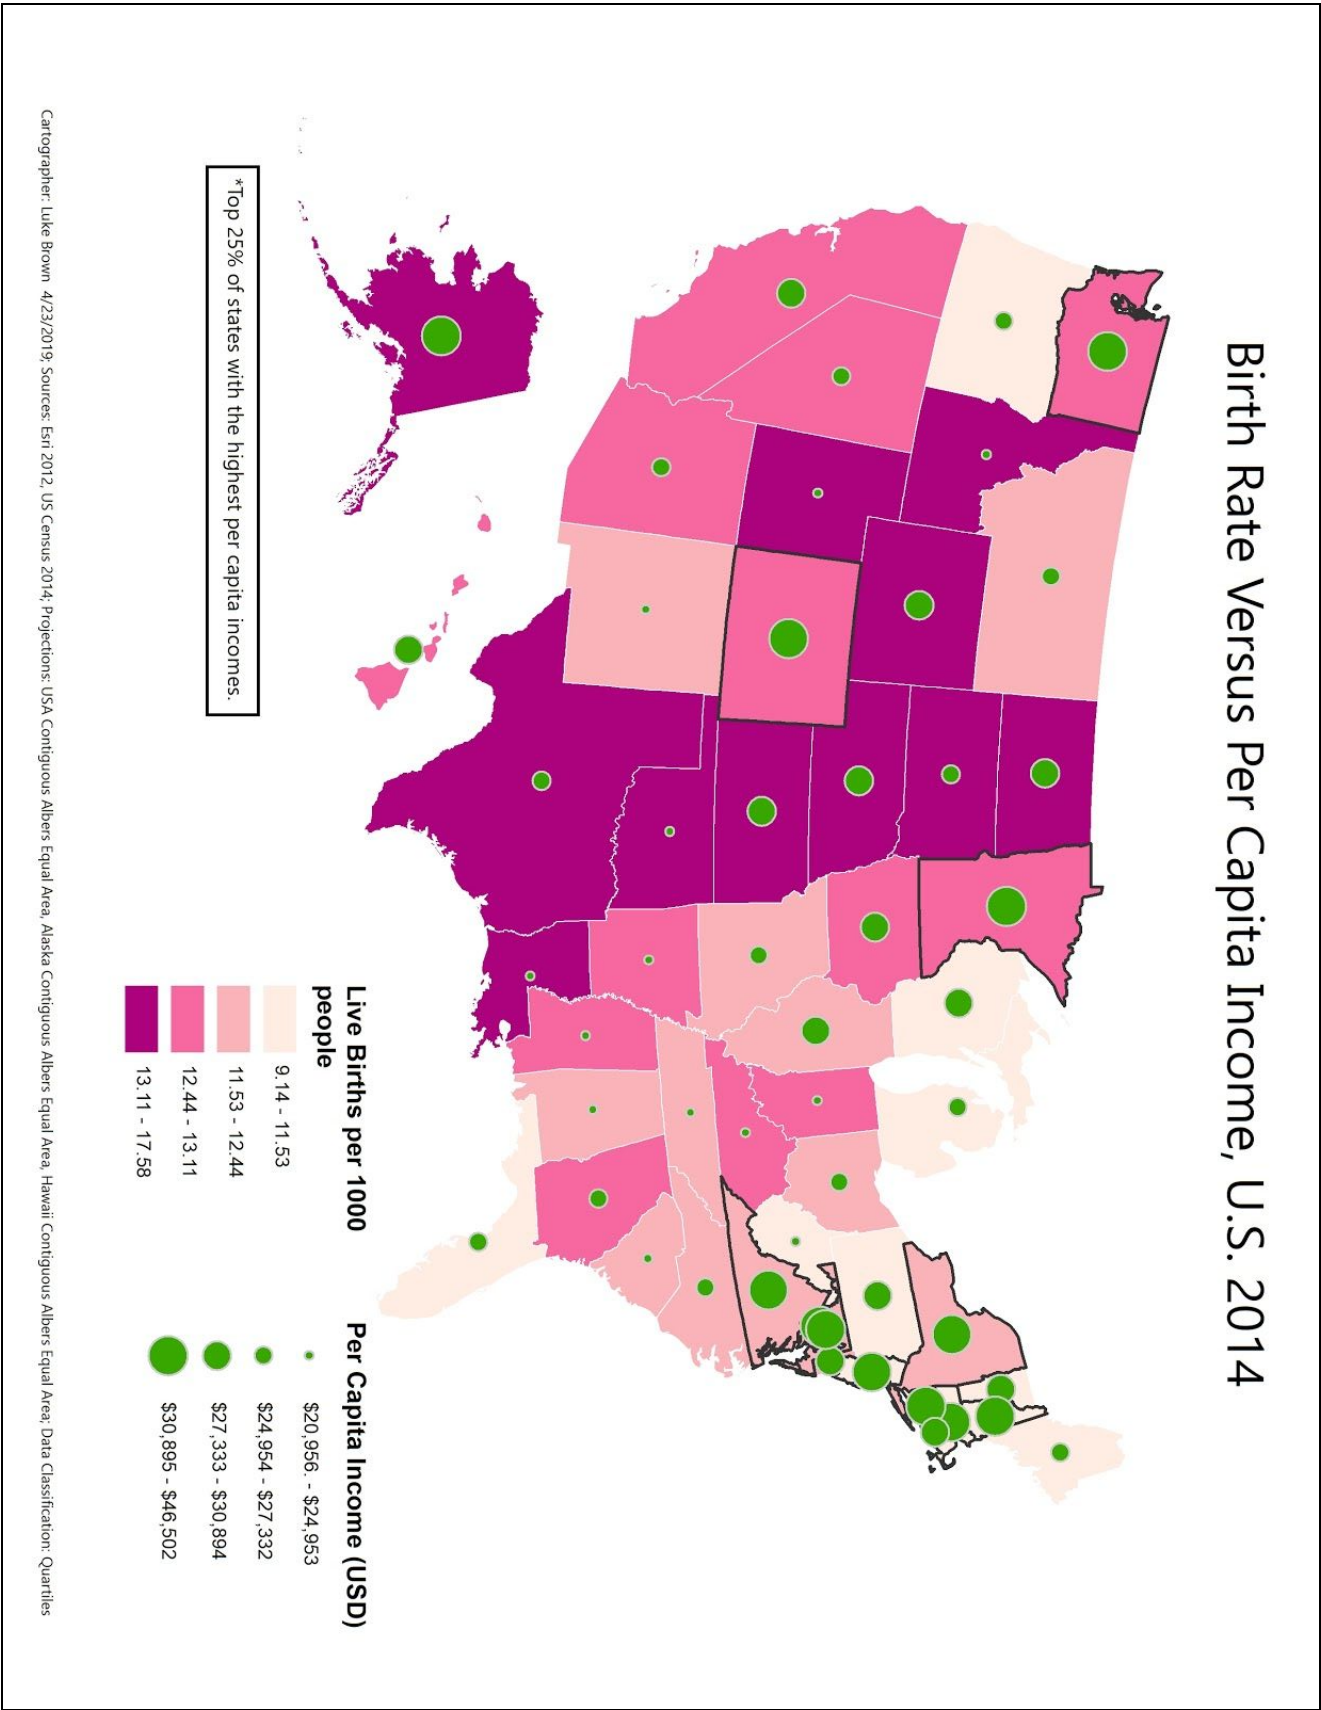 Birth Rate Versus Per Capita Income, U.S. 2014
Live Births per 1000
people
9.14 - 11.53
11.53 - 12.44
12.44 - 13.11
13.11 - 17.58
Per Capita Income (USD)
$20,956. - $24,953
$24,954 - $27,332
$27,333 - $30,894
$30,895 - $46,502
*Top 25% of states with the highest per capita incomes.
Cartographer: Luke Brown 4/23/2019; Sources: Esri 2012, US Census 2014; Projections: USA Contiguous Albers Equal Area, Alaska Contiguous Albers Equal Area, Hawaii Contiguous Albers Equal Area; Data Classification: Quartiles